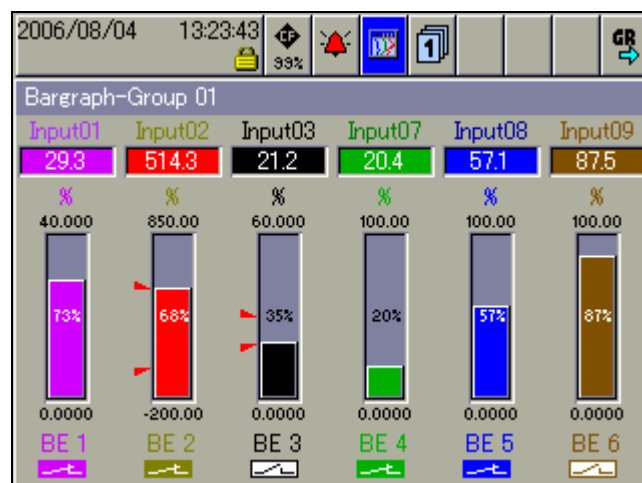 2006/08/04 13:23:43 CF 99% 1 GR
Bargraph-Group 01
Input01 Input02 Input03 Input07 Input08 Input09
29.3 514.3 21.2 20.4 57.1 87.5
% % % % % %
40.000 850.00 60.000 100.00 100.00 100.00
73% 68% 35% 20% 57% 87%
0.0000 -200.00 0.0000 0.0000 0.0000 0.0000
BE 1 BE 2 BE 3 BE 4 BE 5 BE 6